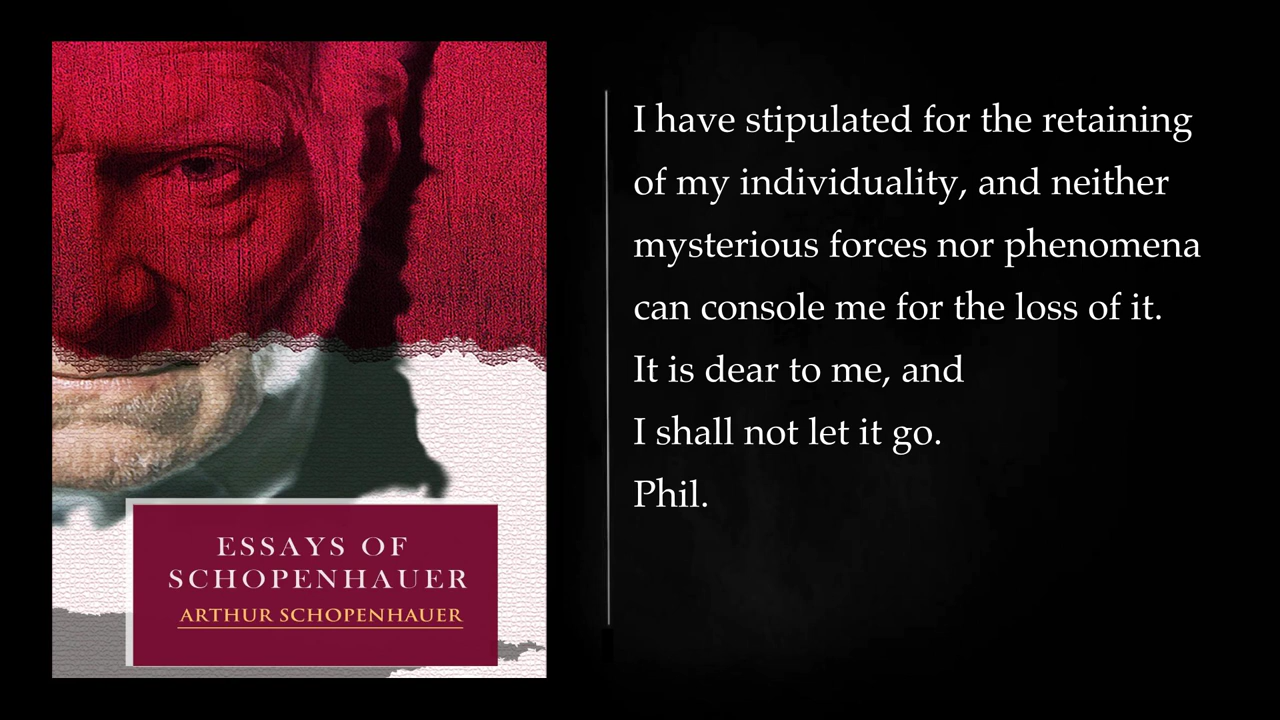 ESSAYS OF
SCHOPENHAUER
ARTHUR SCHOPENHAUER
I have stipulated for the retaining
of my individuality, and neither
mysterious forces nor phenomena
can console me for the loss of it.
It is dear to me, and
I shall not let it go.
Phil.